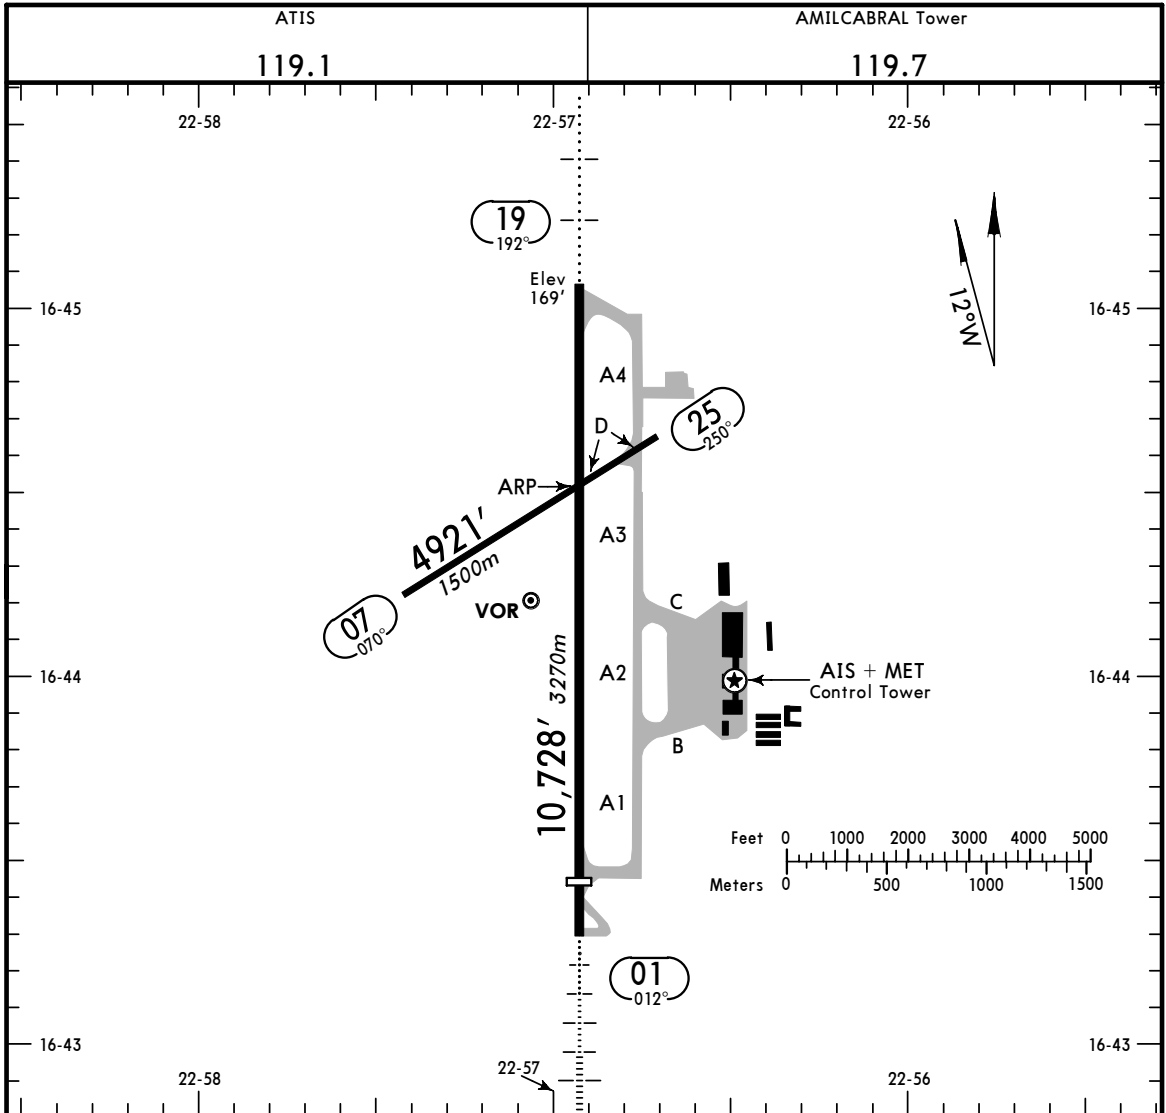 ATIS
119.1
AMILCABRAL Tower
119.7
22-58
22-57
22-56
19
192°
Elev
169'
12°W
16-45
16-45
A4
25
250°
D
ARP
4921'
1500m
A3
VOR
07
070°
C
A2
3270m
10,728'
16-44
16-44
AIS + MET
Control Tower
B
A1
Feet 0 1000 2000 3000 4000 5000
Meters 0 500 1000 1500
01
012°
16-43
16-43
22-58
22-57
22-56